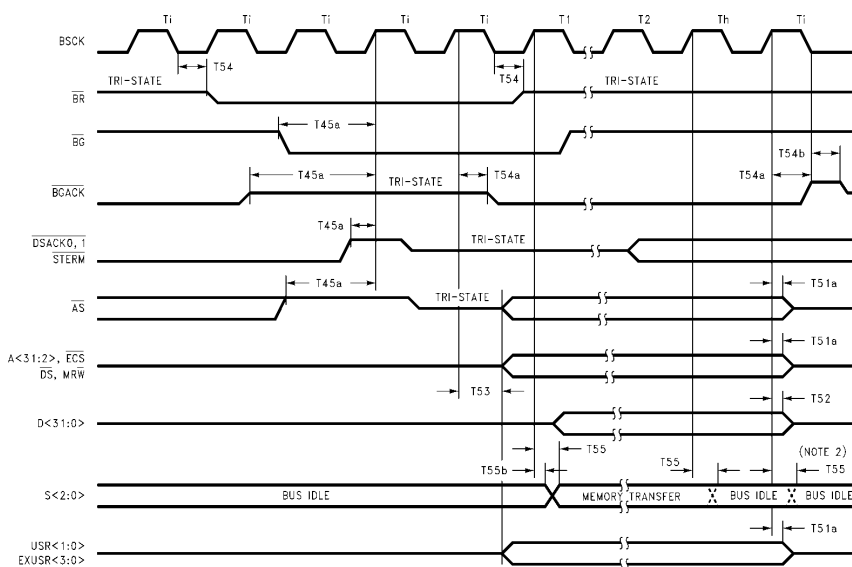 Ti Ti Ti Ti Ti T1 T2 Th Ti
BSCK
T54 T54
TRI-STATE TRI-STATE
BR
T45a
BG
T54b
T45a TRI-STATE T54a T54a
BGACK
T45a
DSACK0, 1
STERM
TRI-STATE
T45a TRI-STATE T51a
AS
T51a
A<31:2>, ECS
DS, MRW
T53 T52
D<31:0>
T55 (NOTE 2)
T55b T55 T55
S<2:0> BUS IDLE MEMORY TRANSFER BUS IDLE BUS IDLE
T51a
USR<1:0>
EXUSR<3:0>